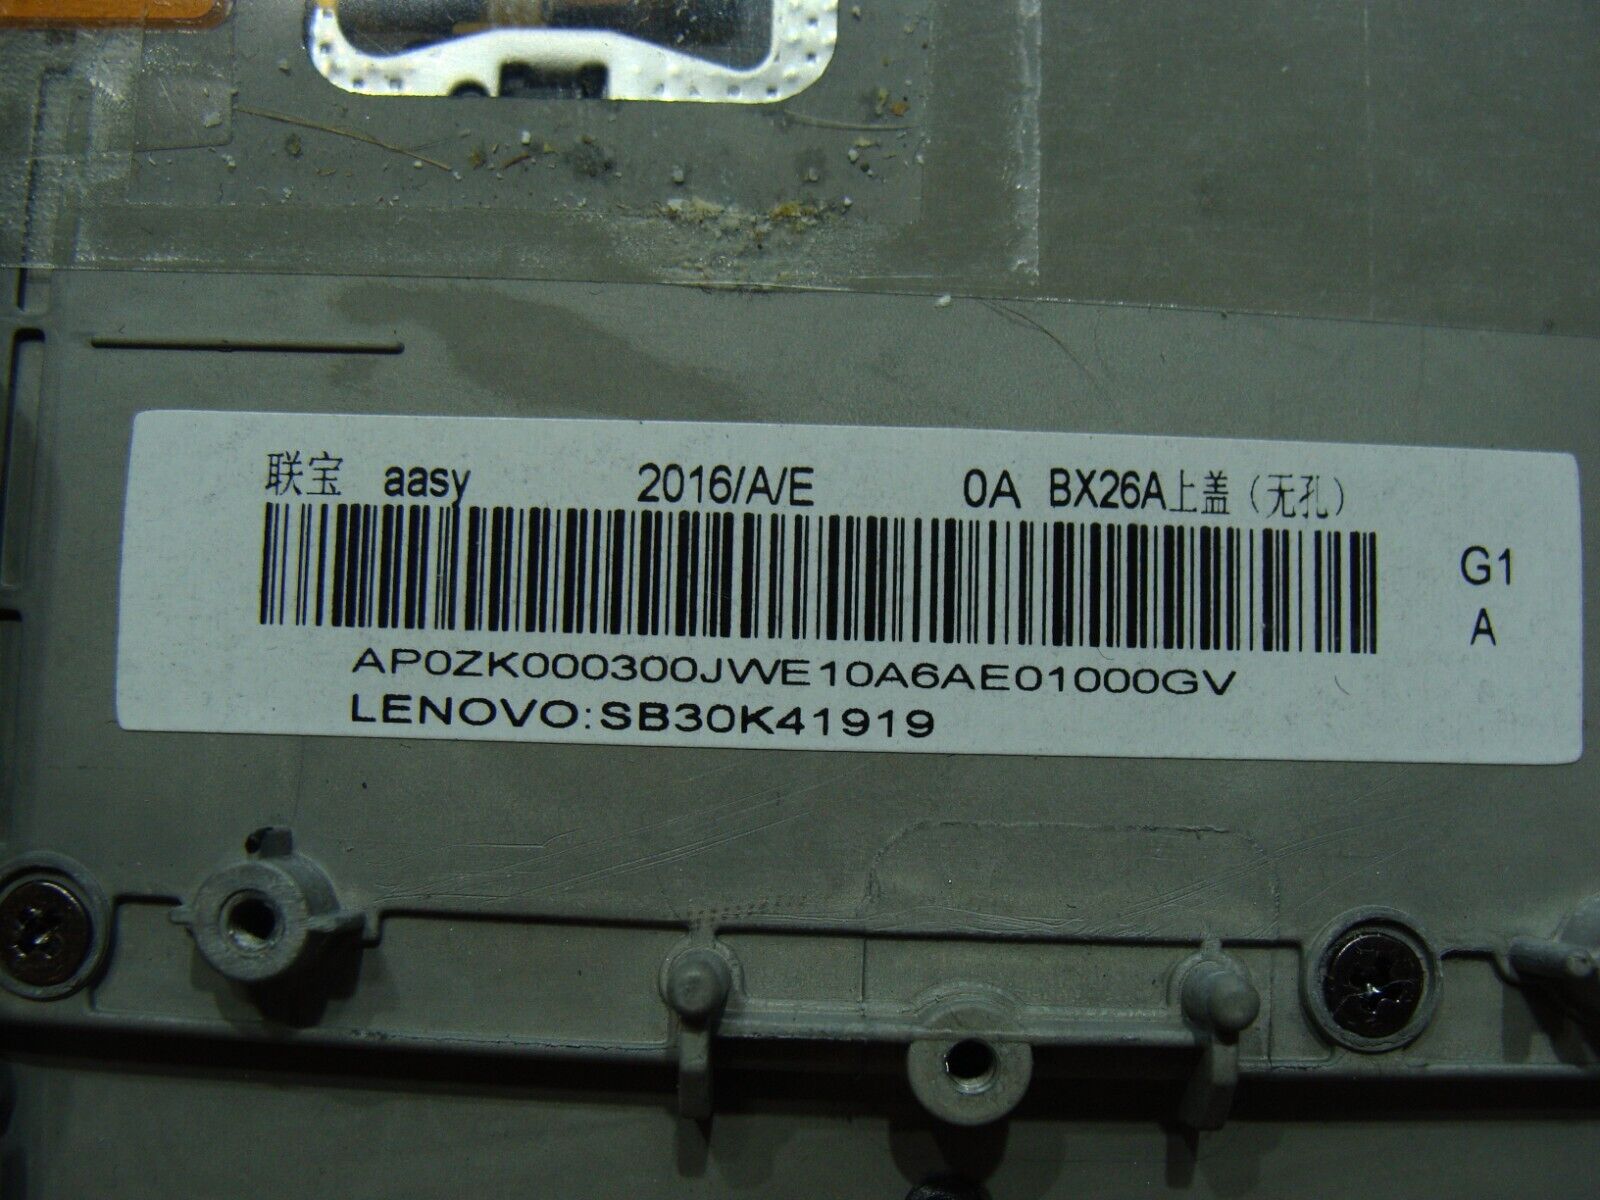 联宝 aasy 2016/A/E 0A BX26A上盖（无孔）
G1
A
AP0ZK000300JWE10A6AE01000GV
LENOVO:SB30K41919